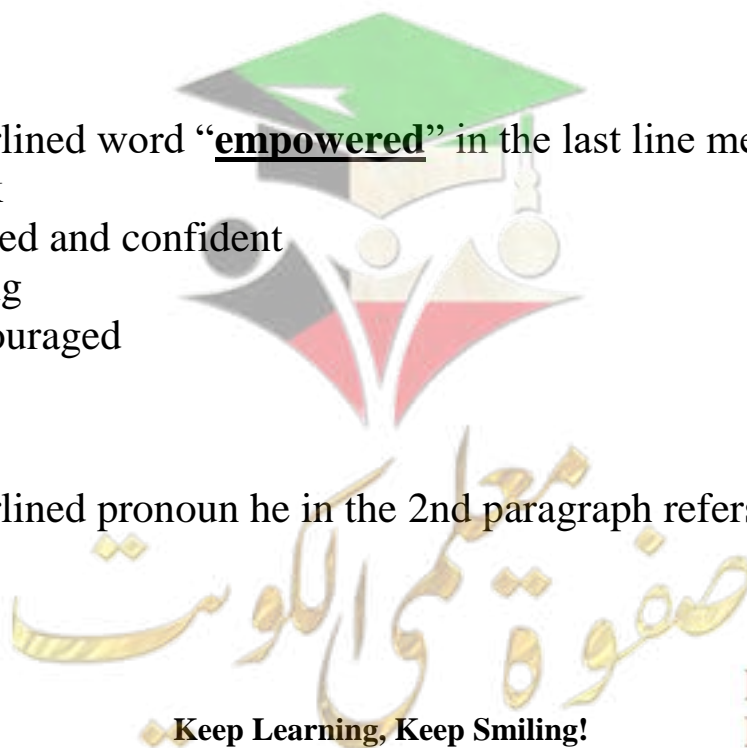 rlined word “empowered” in the last line me
ed and confident
g
ouraged
rlined pronoun he in the 2nd paragraph refers
صفوة معلمى الكويت
Keep Learning, Keep Smiling!